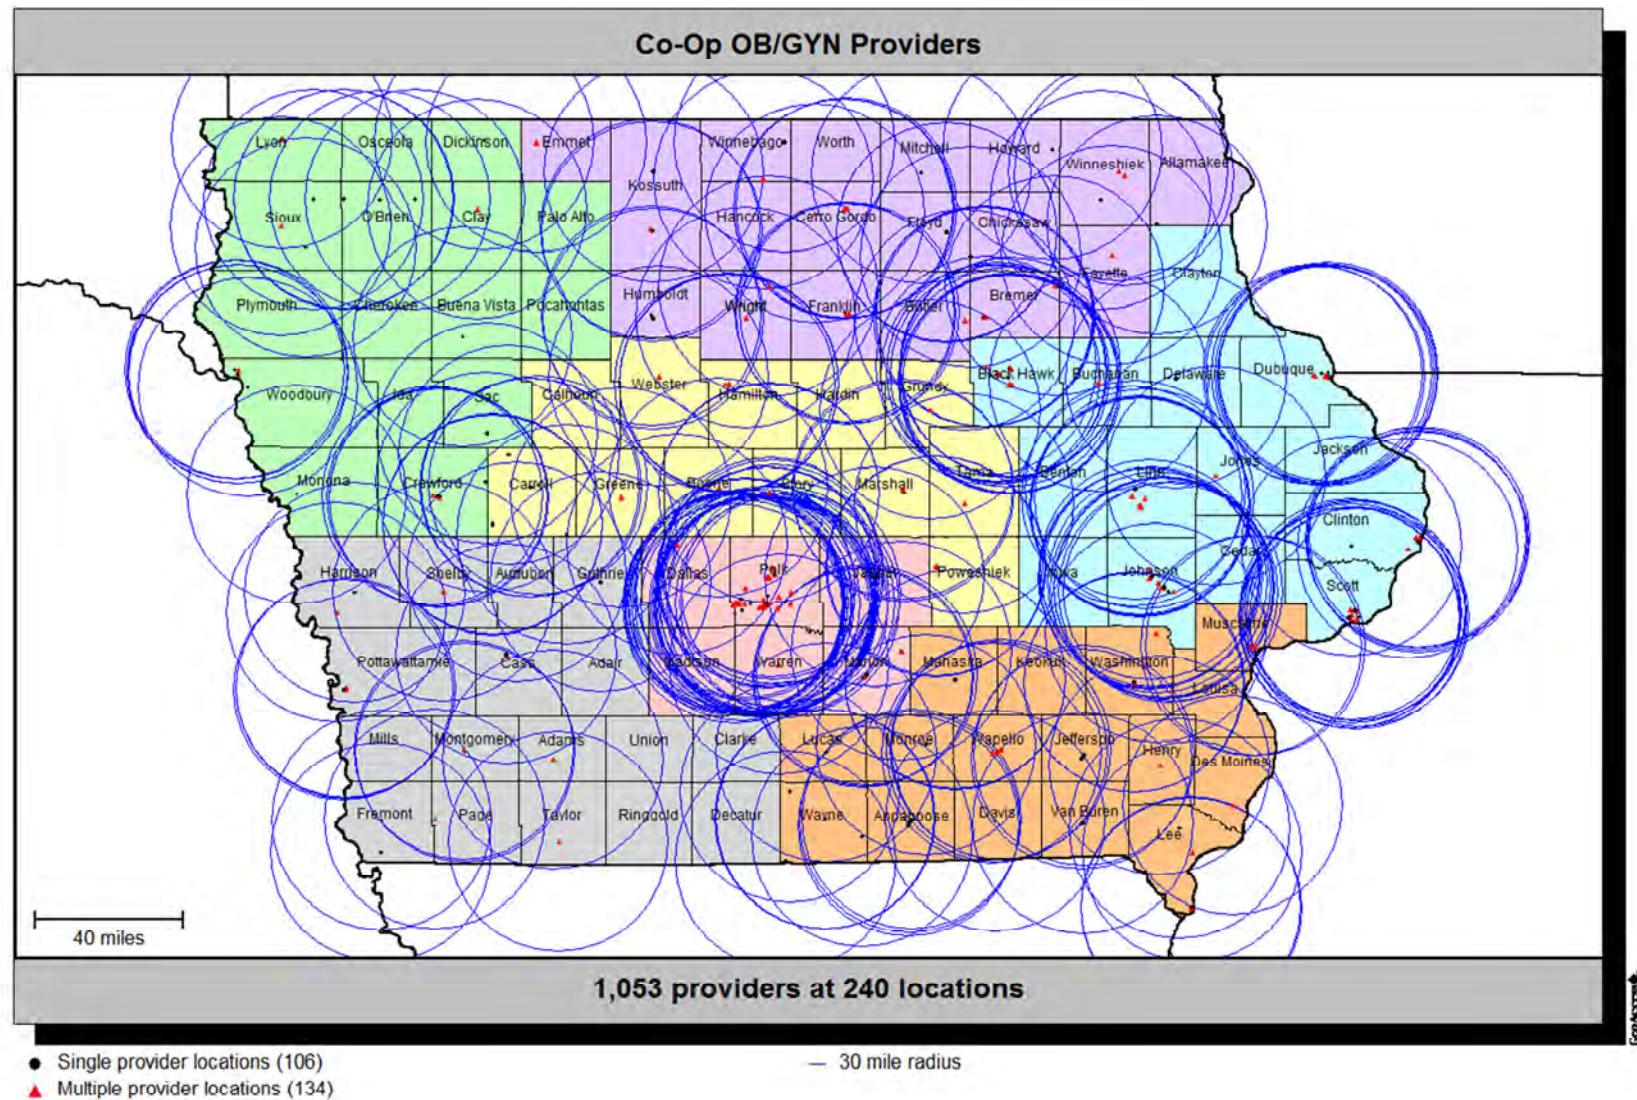 Co-Op OB/GYN Providers
Lyon Osceola Dickinson Emmet Winnebago Worth Mitchell Howard Winneshiek Allamakee
Kossuth
Sioux O'Brien Clay Palo Alto Hancock Cerro Gordo Floyd Chickasaw
Fayette Clayton
Plymouth Cherokee Buena Vista Pocahontas Humboldt Wright Franklin Butler Bremer
Woodbury Ida Sac Calhoun Webster Hamilton Hardin Grundy Black Hawk Buchanan Delaware Dubuque
Monona Crawford Carroll Greene Boone Story Marshall Tama Benton Linn Jones Jackson
Clinton
Harrison Shelby Audubon Guthrie Dallas Polk Jasper Poweshiek Iowa Johnson Cedar
Scott
Muscatine
Pottawattamie Cass Adair Madison Warren Marion Mahaska Keokuk Washington
Louisa
Mills Montgomery Adams Union Clarke Lucas Monroe Wapello Jefferson Henry
Des Moines
Fremont Page Taylor Ringgold Decatur Wayne Appanoose Davis Van Buren
Lee
40 miles
1,053 providers at 240 locations
Single provider locations (106)
30 mile radius
Multiple provider locations (134)